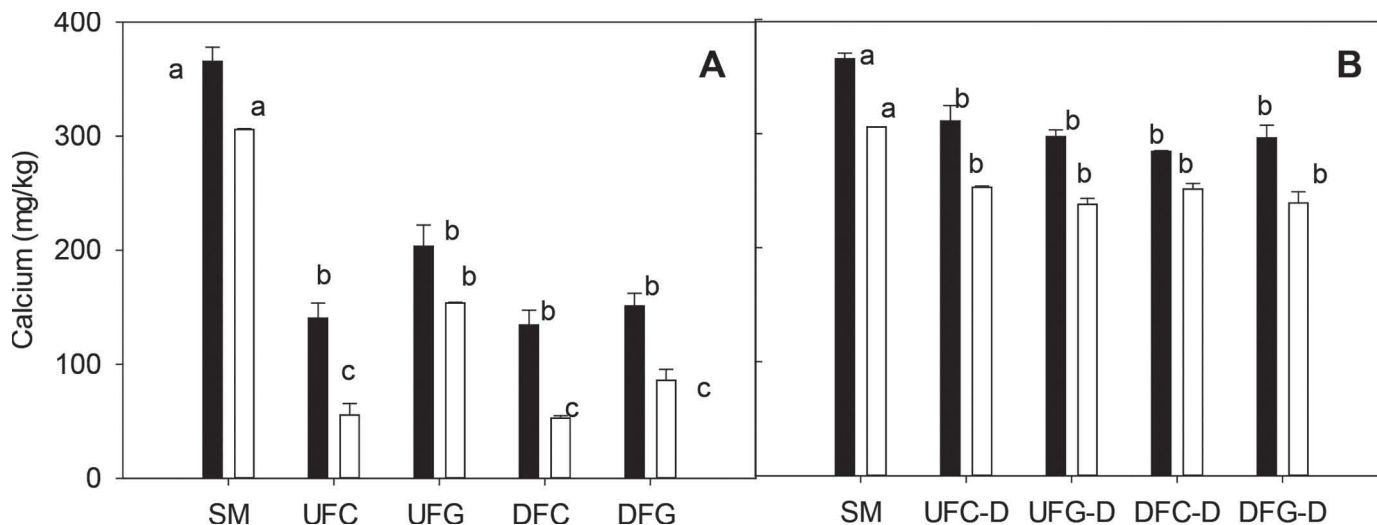 Calcium (mg/kg)
400
300
200
100
0
A
a
a
b
c
b
b
b
c
b
c
SM UFC UFG DFC DFG
B
a
a
b
b
b
b
b
b
b
b
SM UFC-D UFG-D DFC-D DFG-D